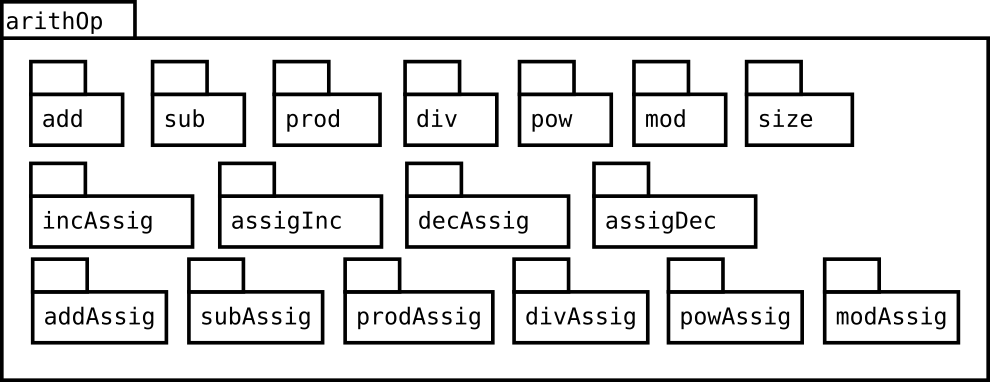 arithOp
add sub prod div pow mod size
incAssig assigInc decAssig assigDec
addAssig subAssig prodAssig divAssig powAssig modAssig